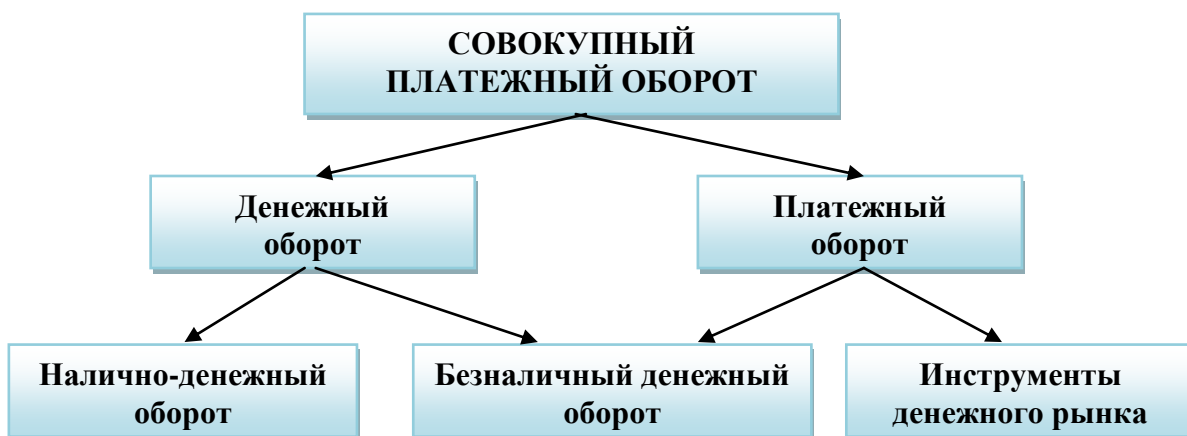 СОВОКУПНЫЙ
ПЛАТЕЖНЫЙ ОБОРОТ
Денежный
оборот
Платежный
оборот
Налично-денежный
оборот
Безналичный денежный
оборот
Инструменты
денежного рынка